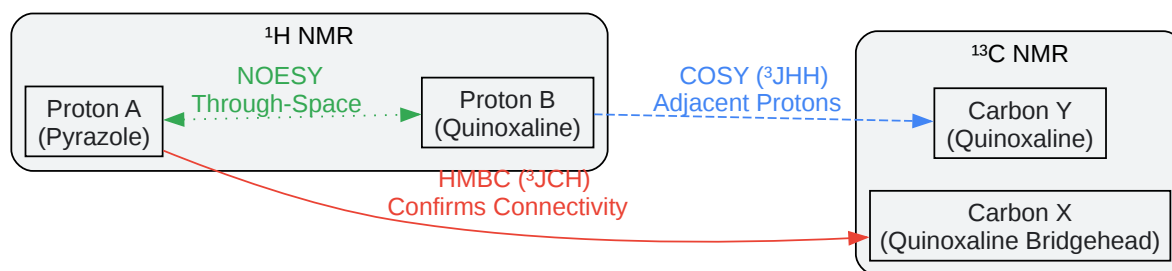 ¹H NMR
NOESY
Through-Space
Proton A
(Pyrazole)
Proton B
(Quinoxaline)
COSY (³JHH)
Adjacent Protons
HMBC (³JCH)
Confirms Connectivity
¹³C NMR
Carbon Y
(Quinoxaline)
Carbon X
(Quinoxaline Bridgehead)